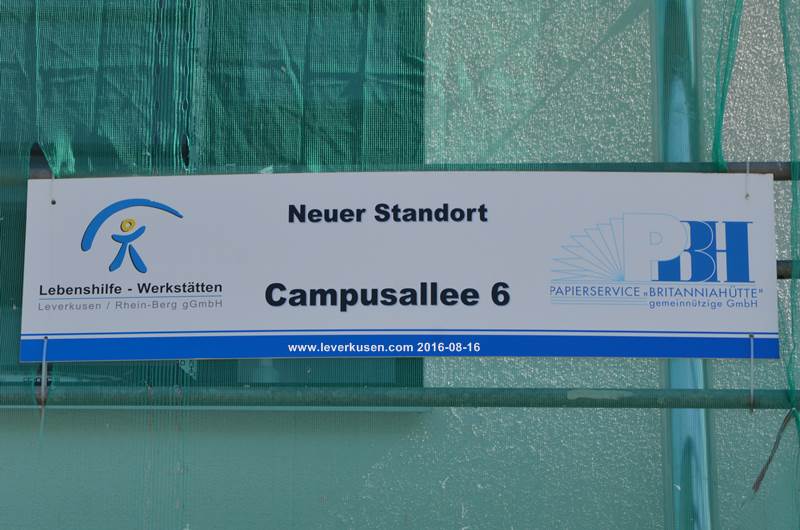 Neuer Standort
Campusallee 6
Lebenshilfe - Werkstätten
Leverkusen / Rhein-Berg gGmbH
PBH
PAPIERSERVICE „BRITANNIAHÜTTE"
gemeinnützige GmbH
www.leverkusen.com 2016-08-16